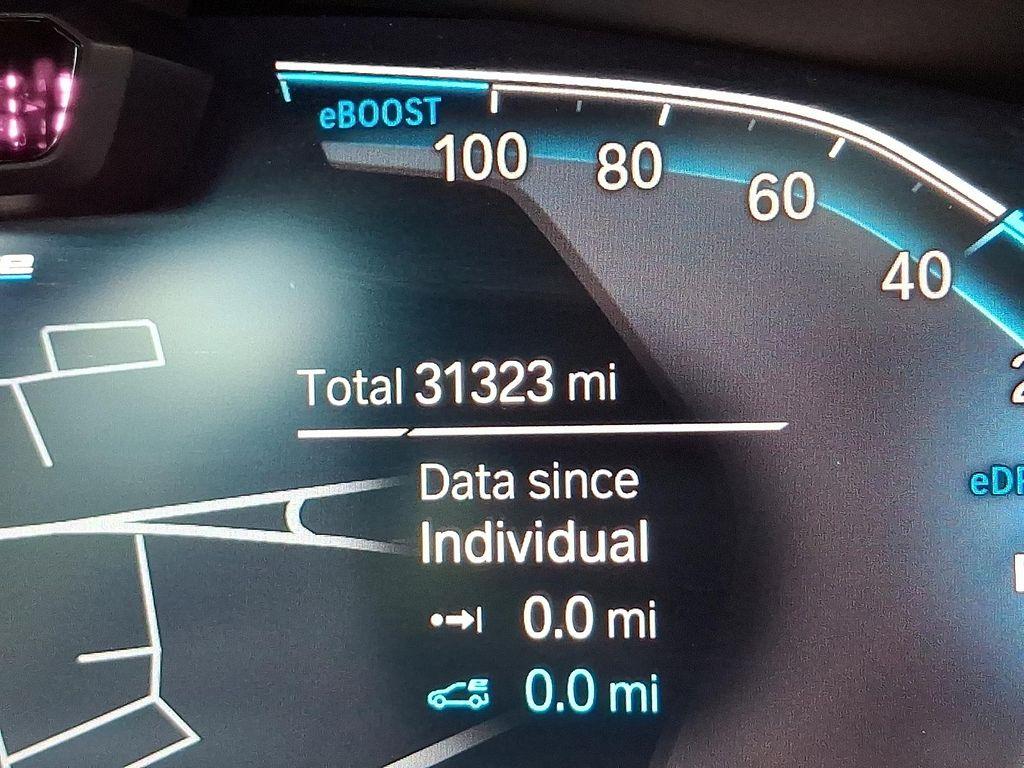 eBOOST
100
80
60
40
Total 31323 mi
Data since
Individual
0.0 mi
0.0 mi